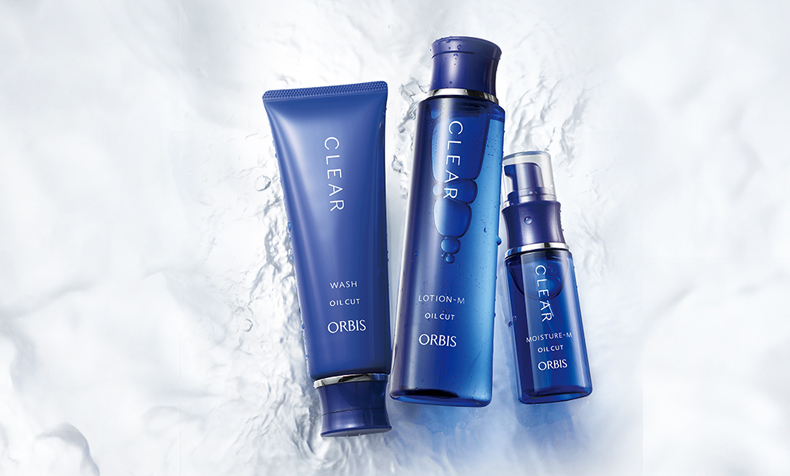 CLEAR
WASH
OIL CUT
ORBIS
CLEAR
LOTION-M
OIL CUT
ORBIS
CLEAR
MOISTURE-M
OIL CUT
ORBIS